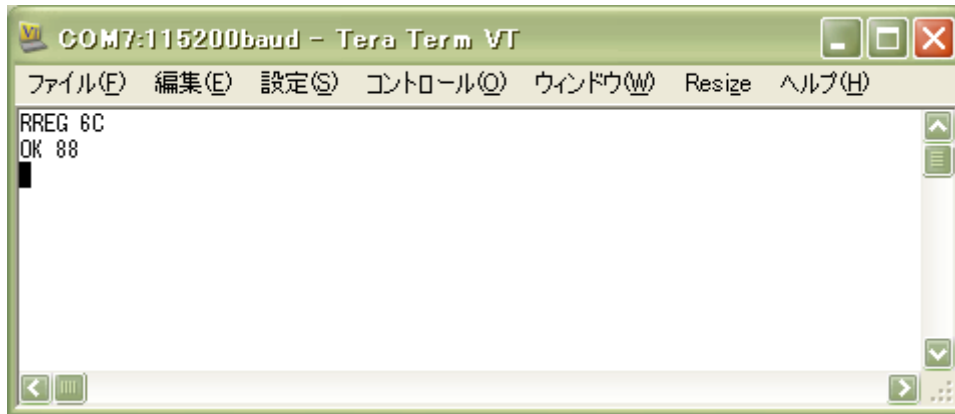 COM7:115200baud - Tera Term VT
ファイル(F) 編集(E) 設定(S) コントロール(O) ウィンドウ(W) Resize ヘルプ(H)
RREG 6C
OK 88